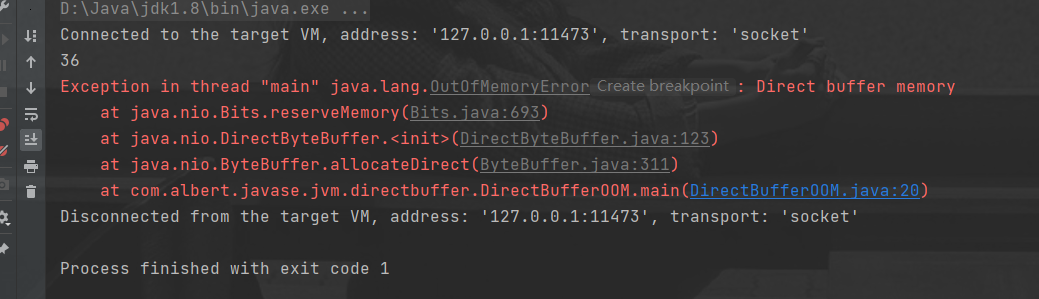 D:\Java\jdk1.8\bin\java.exe ...
Connected to the target VM, address: '127.0.0.1:11473', transport: 'socket'
36
Exception in thread "main" java.lang.OutOfMemoryError Create breakpoint : Direct buffer memory
    at java.nio.Bits.reserveMemory(Bits.java:693)
    at java.nio.DirectByteBuffer.<init>(DirectByteBuffer.java:123)
    at java.nio.ByteBuffer.allocateDirect(ByteBuffer.java:311)
    at com.albert.javase.jvm.directbuffer.DirectBufferOOM.main(DirectBufferOOM.java:20)
Disconnected from the target VM, address: '127.0.0.1:11473', transport: 'socket'
Process finished with exit code 1